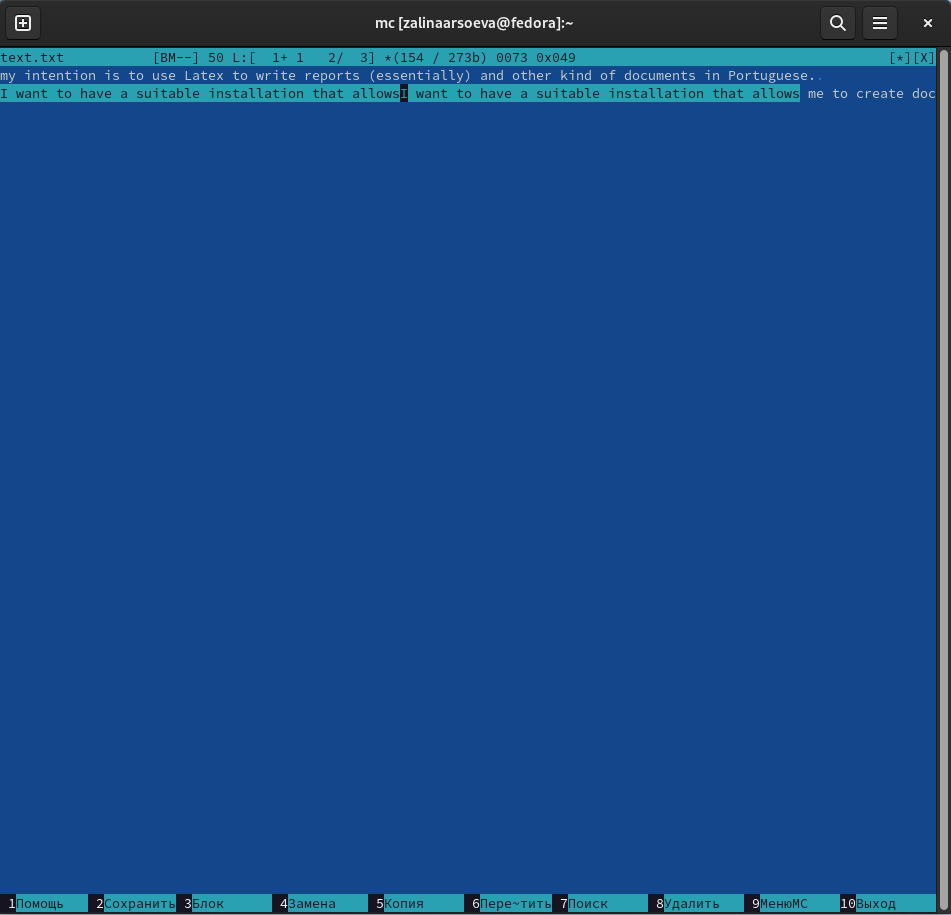 mc [zalinaarsoeva@fedora]:~
text.txt [BM--] 50 L:[ 1+ 1 2/ 3] *(154 / 273b) 0073 0x049 [*][X]
my intention is to use Latex to write reports (essentially) and other kind of documents in Portuguese..
I want to have a suitable installation that allowsI want to have a suitable installation that allows me to create doc
1Помощь 2Сохранить 3Блок 4Замена 5Копия 6Пере~тить 7Поиск 8Удалить 9МенюMC 10Выход